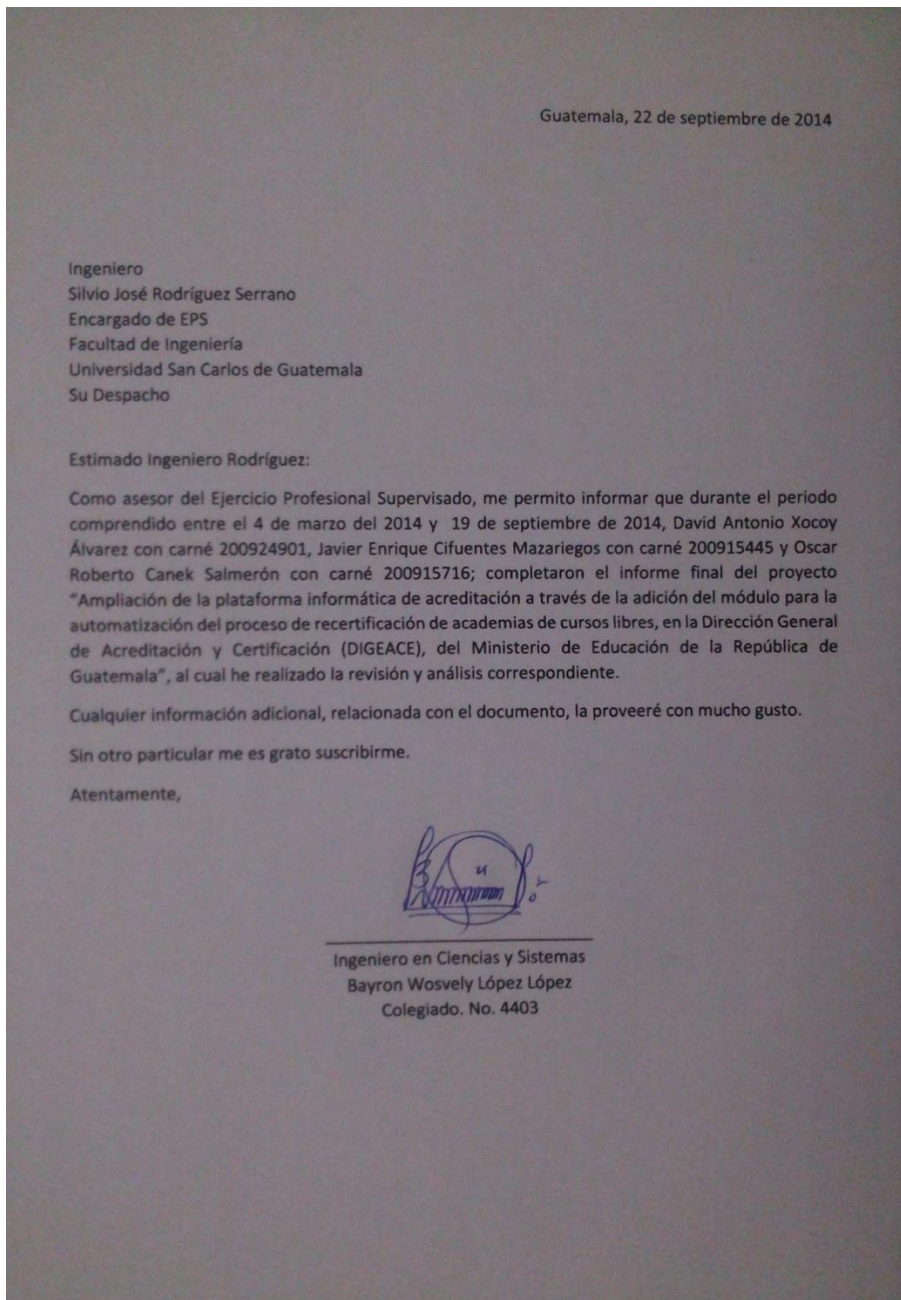 Guatemala, 22 de septiembre de 2014
Ingeniero
Silvio José Rodríguez Serrano
Encargado de EPS
Facultad de Ingeniería
Universidad San Carlos de Guatemala
Su Despacho
Estimado Ingeniero Rodríguez:
Como asesor del Ejercicio Profesional Supervisado, me permito informar que durante el periodo
comprendido entre el 4 de marzo del 2014 y 19 de septiembre de 2014, David Antonio Xocoy
Álvarez con carné 200924901, Javier Enrique Cifuentes Mazariegos con carné 200915445 y Oscar
Roberto Canek Salmerón con carné 200915716; completaron el informe final del proyecto
“Ampliación de la plataforma informática de acreditación a través de la adición del módulo para la
automatización del proceso de recertificación de academias de cursos libres, en la Dirección General
de Acreditación y Certificación (DIGEACE), del Ministerio de Educación de la República de
Guatemala”, al cual he realizado la revisión y análisis correspondiente.
Cualquier información adicional, relacionada con el documento, la proveeré con mucho gusto.
Sin otro particular me es grato suscribirme.
Atentamente,
Ingeniero en Ciencias y Sistemas
Bayron Wosvely López López
Colegiado. No. 4403